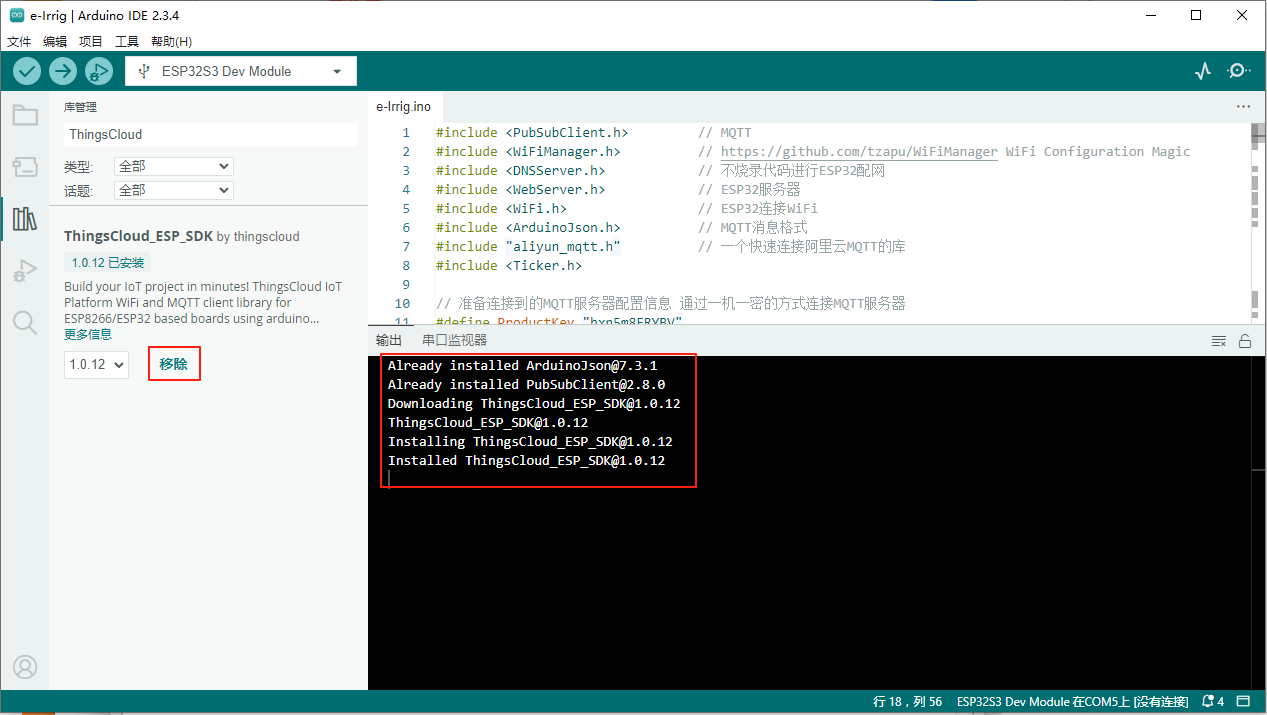 e-Irrig | Arduino IDE 2.3.4
文件 编辑 项目 工具 帮助(H)
ESP32S3 Dev Module
库管理
ThingsCloud
类型: 全部
话题: 全部
ThingsCloud_ESP_SDK by thingscloud
1.0.12 已安装
Build your IoT project in minutes! ThingsCloud IoT
Platform WiFi and MQTT client library for
ESP8266/ESP32 based boards using arduino...
更多信息
1.0.12 移除
e-Irrig.ino
1 #include <PubSubClient.h> // MQTT
2 #include <WiFiManager.h> // https://github.com/tzapu/WiFiManager WiFi Configuration Magic
3 #include <DNSServer.h> // 不烧录代码进行ESP32配网
4 #include <WebServer.h> // ESP32服务器
5 #include <WiFi.h> // ESP32连接WiFi
6 #include <ArduinoJson.h> // MQTT消息格式
7 #include "aliyun_mqtt.h" // 一个快速连接阿里云MQTT的库
8 #include <Ticker.h>
9
10 // 准备连接到的MQTT服务器配置信息 通过一机一密的方式连接MQTT服务器
11 #define ProductKey
输出 串口监视器
Already installed ArduinoJson@7.3.1
Already installed PubSubClient@2.8.0
Downloading ThingsCloud_ESP_SDK@1.0.12
ThingsCloud_ESP_SDK@1.0.12
Installing ThingsCloud_ESP_SDK@1.0.12
Installed ThingsCloud_ESP_SDK@1.0.12
行 18，列 56 ESP32S3 Dev Module 在COM5上 [没有连接] 4